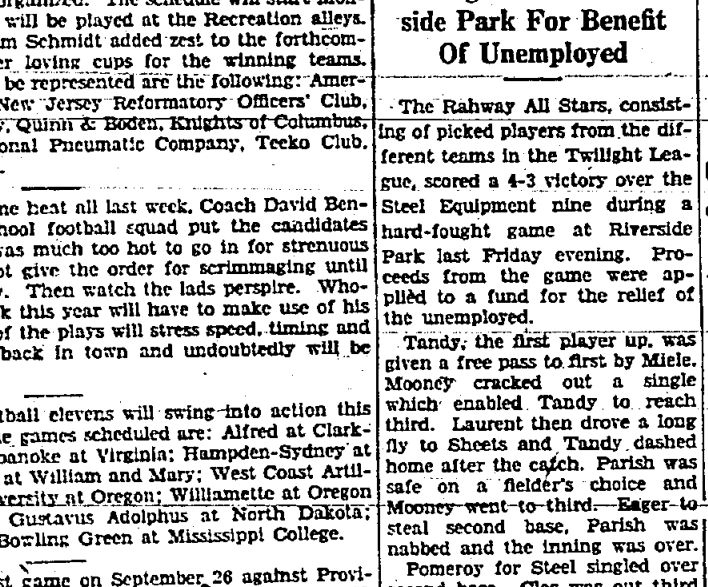 organized. The schedule will start Mon-
will be played at the Recreation alleys.
m Schmidt added zest to the forthcom-
er loving cups for the winning teams.
be represented are the following: Amer-
New Jersey Reformatory Officers' Club,
y, Quinn & Boden, Knights of Columbus,
onal Pneumatic Company, Tecko Club.
ne heat all last week, Coach David Ben-
hool football squad put the candidates
was much too hot to go in for strenuous
ot give the order for scrimmaging until
y. Then watch the lads perspire. Who-
k this year will have to make use of his
of the plays will stress speed, timing and
back in town and undoubtedly will be
tball elevens will swing into action this
e games scheduled are: Alfred at Clark-
oanoke at Virginia; Hampden-Sydney at
at William and Mary; West Coast Artil-
versity at Oregon; Williamette at Oregon
Gustavus Adolphus at North Dakota;
Bowling Green at Mississippi College.
st game on September 26 against Provi-
side Park For Benefit
Of Unemployed
The Rahway All Stars, consist-
ing of picked players from the dif-
ferent teams in the Twilight Lea-
gue, scored a 4-3 victory over the
Steel Equipment nine during a
hard-fought game at Riverside
Park last Friday evening. Pro-
ceeds from the game were ap-
plied to a fund for the relief of
the unemployed.
Tandy, the first player up, was
given a free pass to first by Miele.
Mooney cracked out a single
which enabled Tandy to reach
third. Laurent then drove a long
fly to Sheets and Tandy dashed
home after the catch. Parish was
safe on a fielder's choice and
Mooney went to third. Eager to
steal second base, Parish was
nabbed and the inning was over.
Pomeroy for Steel singled over
second base. was out third